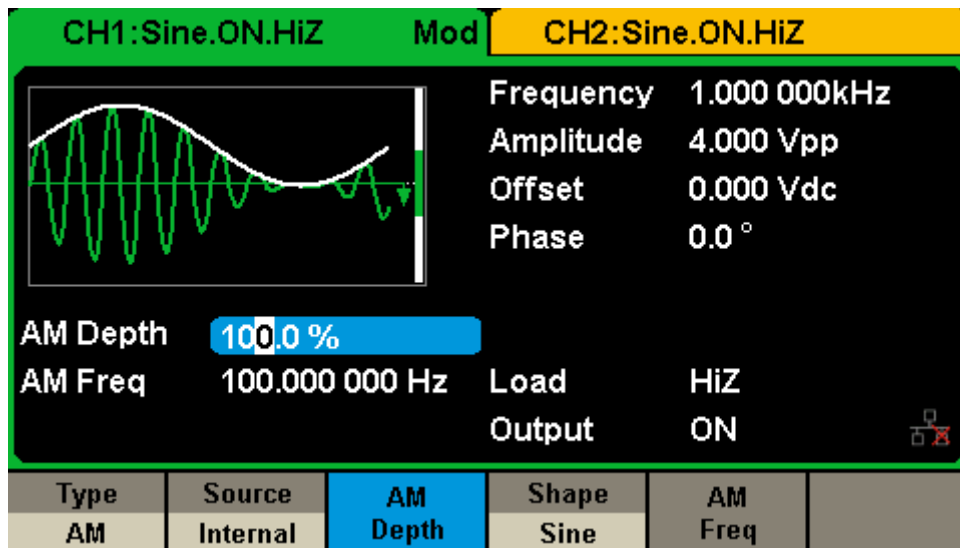 CH1:Sine.ON.HiZ Mod CH2:Sine.ON.HiZ
Frequency 1.000 000kHz
Amplitude 4.000 Vpp
Offset 0.000 Vdc
Phase 0.0 °
AM Depth 100.0 %
AM Freq 100.000 000 Hz Load HiZ
Output ON
Type Source AM Shape AM
AM Internal Depth Sine Freq